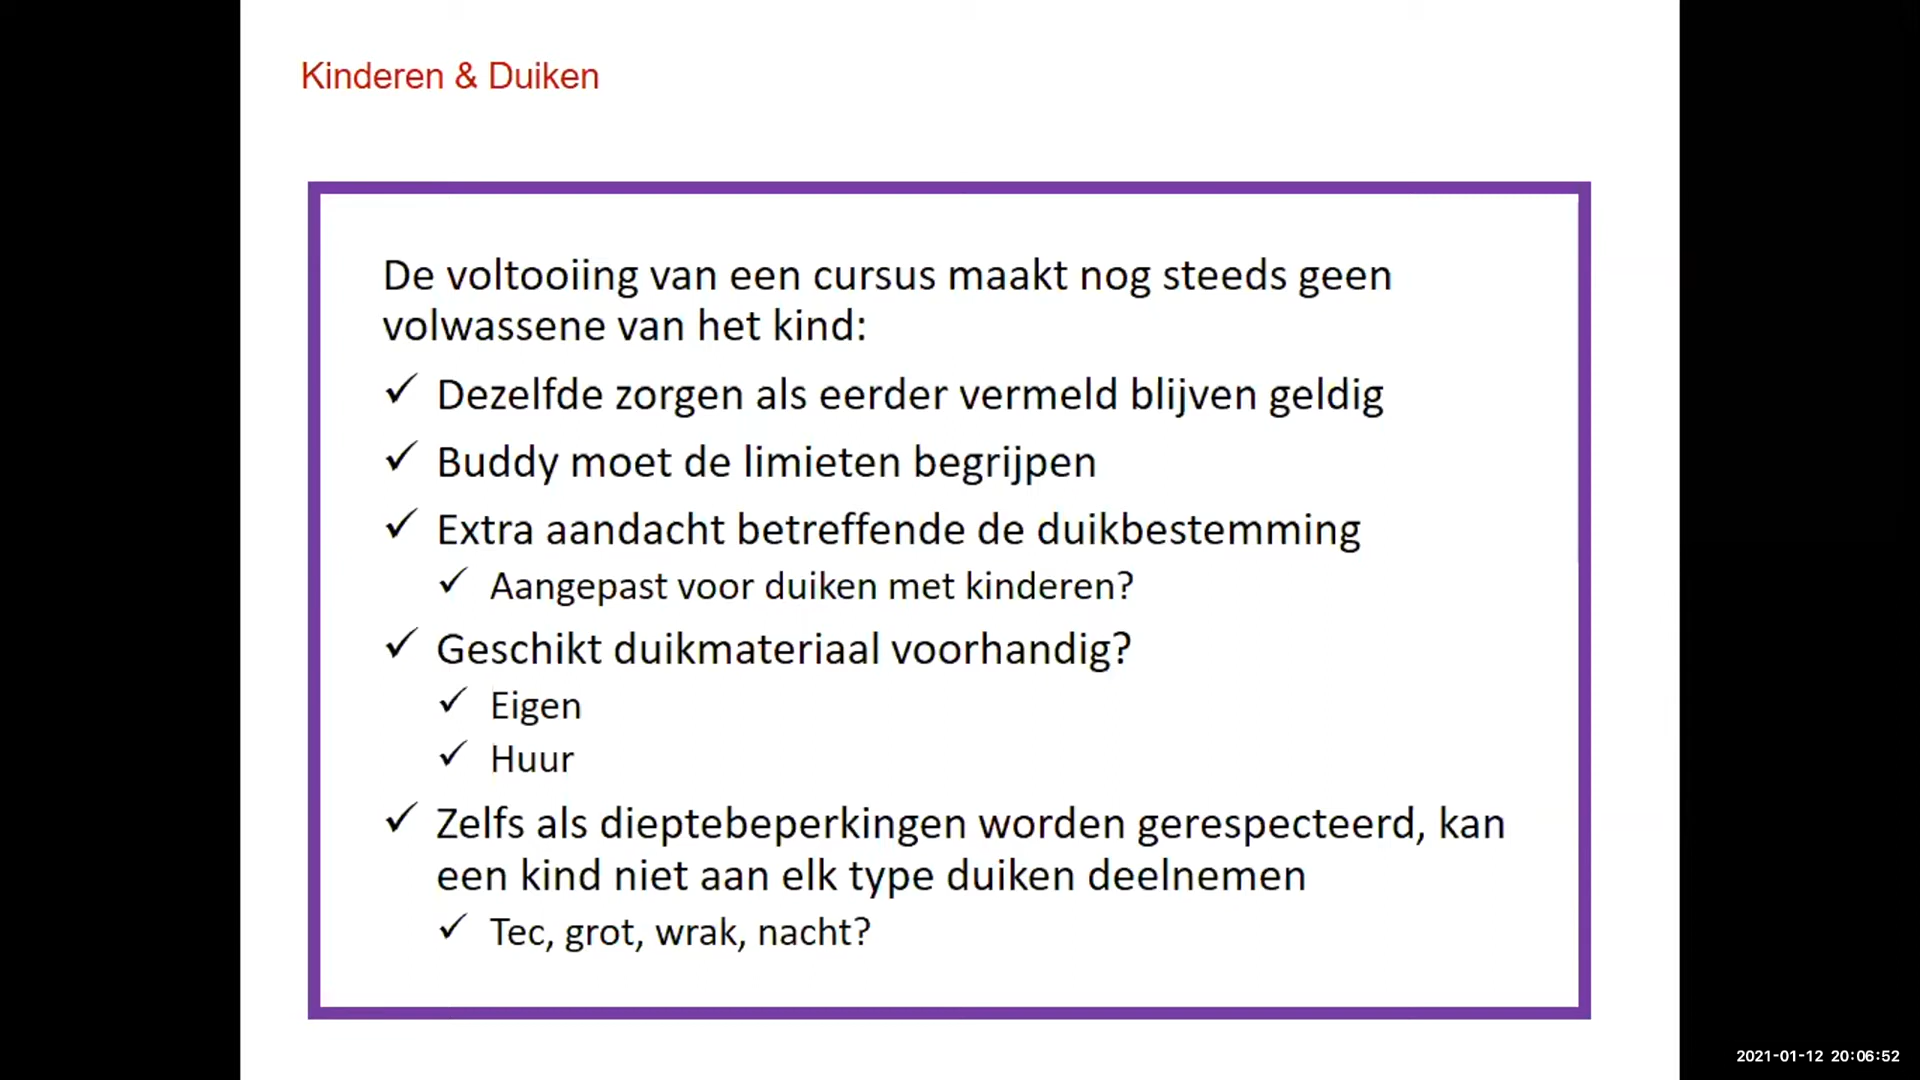 Kinderen & Duiken
De voltooiing van een cursus maakt nog steeds geen
volwassene van het kind:
✓ Dezelfde zorgen als eerder vermeld blijven geldig
✓ Buddy moet de limieten begrijpen
✓ Extra aandacht betreffende de duikbestemming
✓ Aangepast voor duiken met kinderen?
✓ Geschikt duikmateriaal voorhandig?
✓ Eigen
✓ Huur
✓ Zelfs als dieptebeperkingen worden gerespecteerd, kan
een kind niet aan elk type duiken deelnemen
✓ Tec, grot, wrak, nacht?
2021-01-12 20:06:52